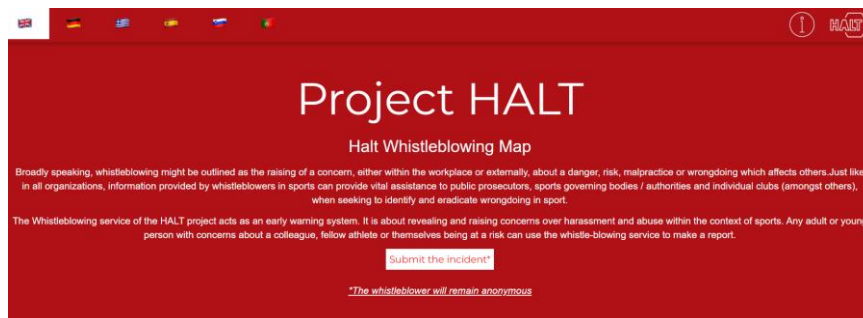 HALT
Project HALT
Halt Whistleblowing Map
Broadly speaking, whistleblowing might be outlined as the raising of a concern, either within the workplace or externally, about a danger, risk, malpractice or wrongdoing which affects others.Just like
in all organizations, information provided by whistleblowers in sports can provide vital assistance to public prosecutors, sports governing bodies / authorities and individual clubs (amongst others),
when seeking to identify and eradicate wrongdoing in sport.
The Whistleblowing service of the HALT project acts as an early warning system. It is about revealing and raising concerns over harassment and abuse within the context of sports. Any adult or young
person with concerns about a colleague, fellow athlete or themselves being at a risk can use the whistle-blowing service to make a report.
Submit the incident*
*The whistleblower will remain anonymous